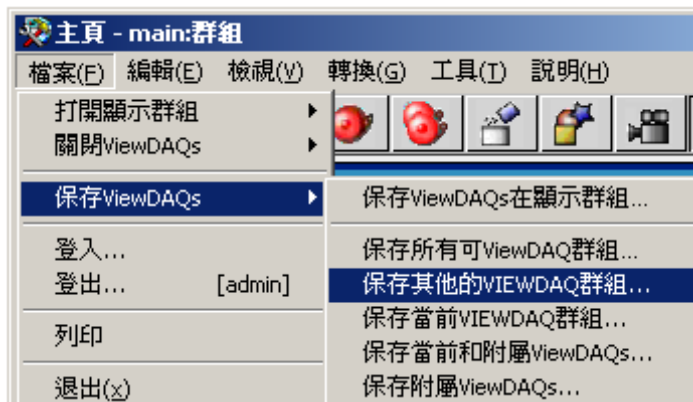 主頁 - main:群組
檔案(F) 編輯(E) 檢視(V) 轉換(G) 工具(T) 說明(H)
打開顯示群組
關閉ViewDAQs
保存ViewDAQs
登入...
登出... [admin]
列印
退出(x)
保存ViewDAQs在顯示群組...
保存所有可ViewDAQ群組...
保存其他的VIEWDAQ群組...
保存當前VIEWDAQ群組...
保存當前和附屬ViewDAQs...
保存附屬ViewDAQs...